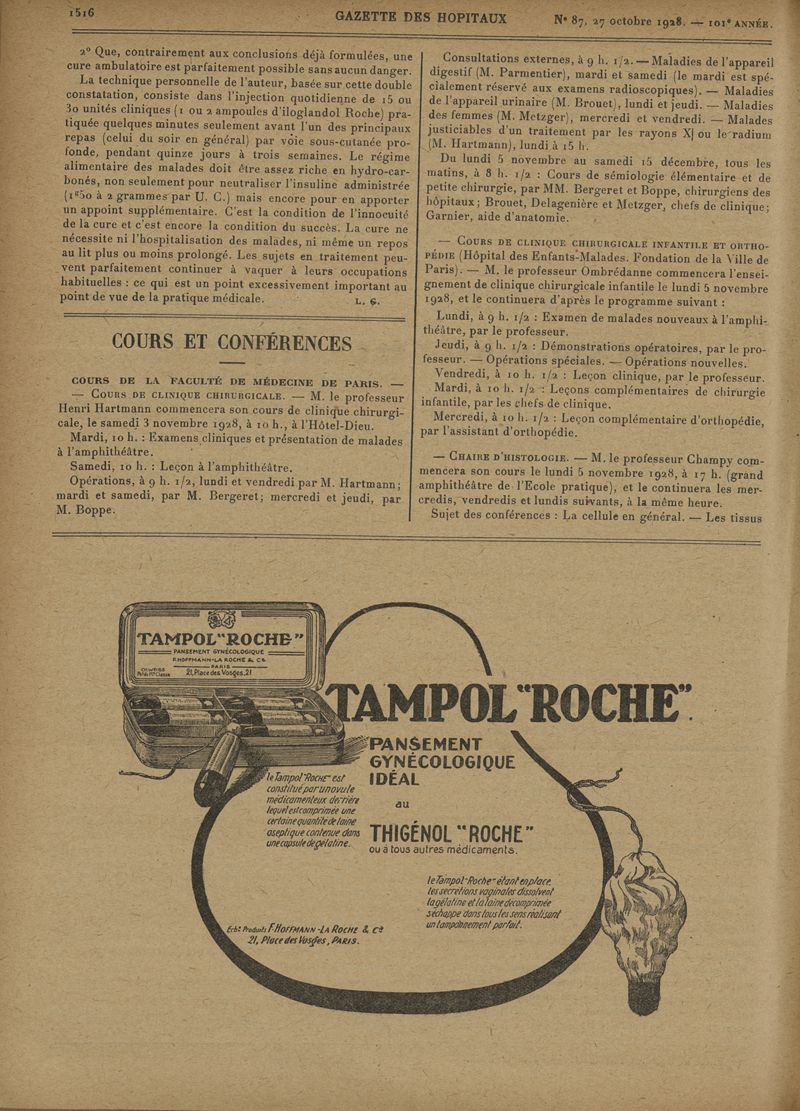 1516
GAZETTE DES HOPITAUX
N° 87, 27 octobre 1928. — 101.e ANNÉE.
2° Que, contrairement aux conclusions déjà formulées, une
cure ambulatoire est parfaitement possible sans aucun danger.
La technique personnelle de l'auteur, basée sur cette double
constatation, consiste dans l'injection quotidienne de 15 ou
30 unités cliniques (1 ou 2 ampoules d'iloglandol Roche) pra-
tiquée quelques minutes seulement avant l'un des principaux
repas (celui du soir en général) par voie sous-cutanée pro-
fonde, pendant quinze jours à trois semaines. Le régime
alimentaire des malades doit être assez riche en hydro-car-
bonés, non seulement pour neutraliser l'insuline administrée
(1g50 à 2 grammes par U. C.) mais encore pour en apporter
un appoint supplémentaire. C'est la condition de l'innocuité
de la cure et c'est encore la condition du succès. La cure ne
nécessite ni l'hospitalisation des malades, ni même un repos
au lit plus ou moins prolongé. Les sujets en traitement peu-
vent parfaitement continuer à vaquer à leurs occupations
habituelles : ce qui est un point excessivement important au
point de vue de la pratique médicale.
L. G.
COURS ET CONFÉRENCES
COURS DE LA FACULTÉ DE MÉDECINE DE PARIS. —
— COURS DE CLINIQUE CHIRURGICALE. — M. le professeur
Henri Hartmann commencera son cours de clinique chirurgi-
cale, le samedi 3 novembre 1928, à 10 h., à l'Hôtel-Dieu.
Mardi, 10 h. : Examens cliniques et présentation de malades
à l'amphithéâtre.
Samedi, 10 h. : Leçon à l'amphithéâtre.
Opérations, à 9 h. 1/2, lundi et vendredi par M. Hartmann;
mardi et samedi, par M. Bergeret; mercredi et jeudi, par
M. Boppe.
Consultations externes, à 9 h. 1/2. — Maladies de l'appareil
digestif (M. Parmentier), mardi et samedi (le mardi est spé-
cialement réservé aux examens radioscopiques). — Maladies
de l'appareil urinaire (M. Brouet), lundi et jeudi. — Maladies
des femmes (M. Metzger), mercredi et vendredi. — Malades
justiciables d'un traitement par les rayons X ou le radium
(M. Hartmann), lundi à 15 h.
Du lundi 5 novembre au samedi 15 décembre, tous les
matins, à 8 h. 1/2 : Cours de sémiologie élémentaire et de
petite chirurgie, par MM. Bergeret et Boppe, chirurgiens des
hôpitaux; Brouet, Delagenière et Metzger, chefs de clinique;
Garnier, aide d'anatomie.
— COURS DE CLINIQUE CHIRURGICALE INFANTILE ET ORTHO-
PÉDIE (Hôpital des Enfants-Malades. Fondation de la Ville de
Paris). — M. le professeur Ombrédanne commencera l'ensei-
gnement de clinique chirurgicale infantile le lundi 5 novembre
1928, et le continuera d'après le programme suivant :
Lundi, à 9 h. 1/2 : Examen de malades nouveaux à l'amphi-
théâtre, par le professeur.
Jeudi, à 9 h. 1/2 : Démonstrations opératoires, par le pro-
fesseur. — Opérations spéciales. — Opérations nouvelles.
Vendredi, à 10 h. 1/2 : Leçon clinique, par le professeur.
Mardi, à 10 h. 1/2 : Leçons complémentaires de chirurgie
infantile, par les chefs de clinique.
Mercredi, à 10 h. 1/2 : Leçon complémentaire d'orthopédie,
par l'assistant d'orthopédie.
— CHAIRE D'HISTOLOGIE. — M. le professeur Champy com-
mencera son cours le lundi 5 novembre 1928, à 17 h. (grand
amphithéâtre de l'Ecole pratique), et le continuera les mer-
credis, vendredis et lundis suivants, à la même heure.
Sujet des conférences : La cellule en général. — Les tissus
TAMPOL "ROCHE"
PANSEMENT GYNÉCOLOGIQUE
F. HOFFMANN-LA ROCHE & Cie
PARIS
21, Place des Vosges, 21
TAMPOL "ROCHE".
PANSEMENT
GYNÉCOLOGIQUE
IDÉAL
au
THIGÉNOL "ROCHE"
ou à tous autres médicaments.
le Tampol "ROCHE" est
constitué par un ovule
médicamenteux derrière
lequel est comprimée une
certaine quantité de laine
aseptique contenue dans
une capsule de gélatine.
le Tampol "Roche" étant en place,
les secrétions vaginales dissolvent
la gélatine et la laine décomprimée
s'échappe dans tous les sens réalisant
un tamponnement parfait.
Echs Produits F. HOFFMANN-LA ROCHE & Cie
21, Place des Vosges, PARIS.